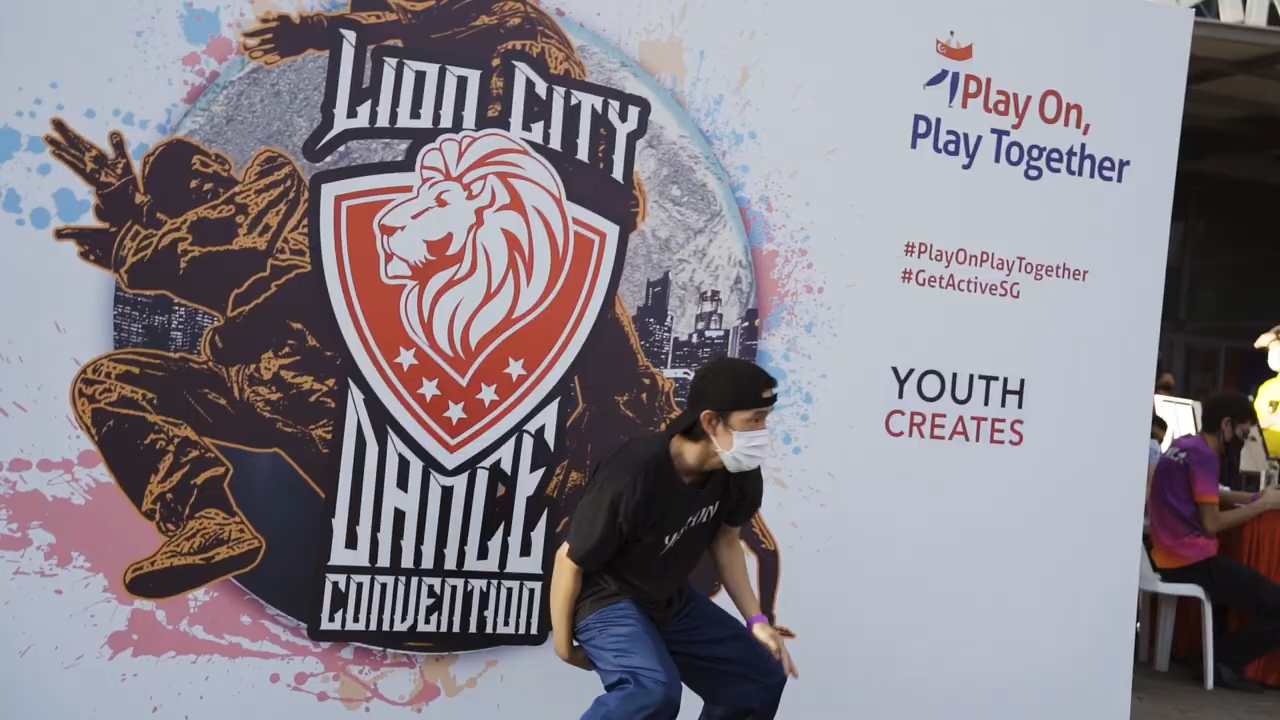 LION CITY
DANCE
CONVENTION
Play On,
Play Together
#PlayOnPlayTogether
#GetActiveSG
YOUTH
CREATES